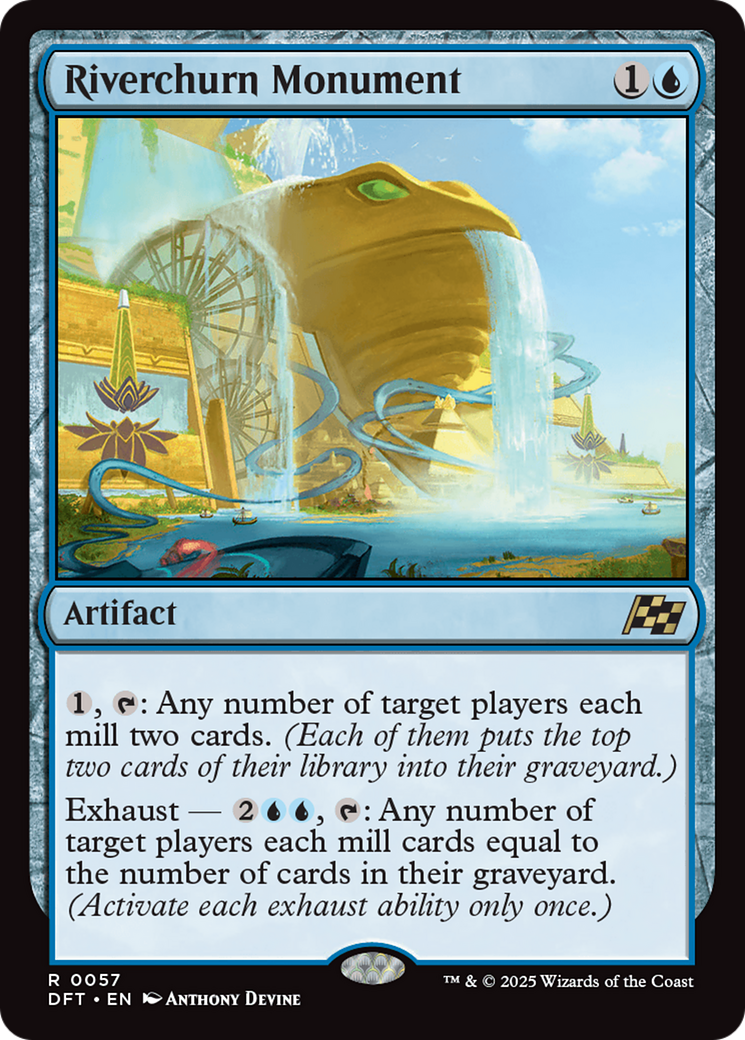 Riverchurn Monument 1
Artifact
1, : Any number of target players each
mill two cards. (Each of them puts the top
two cards of their library into their graveyard.)
Exhaust — 2, : Any number of
target players each mill cards equal to
the number of cards in their graveyard.
(Activate each exhaust ability only once.)
R 0057
DFT • EN Anthony Devine
™ & © 2025 Wizards of the Coast